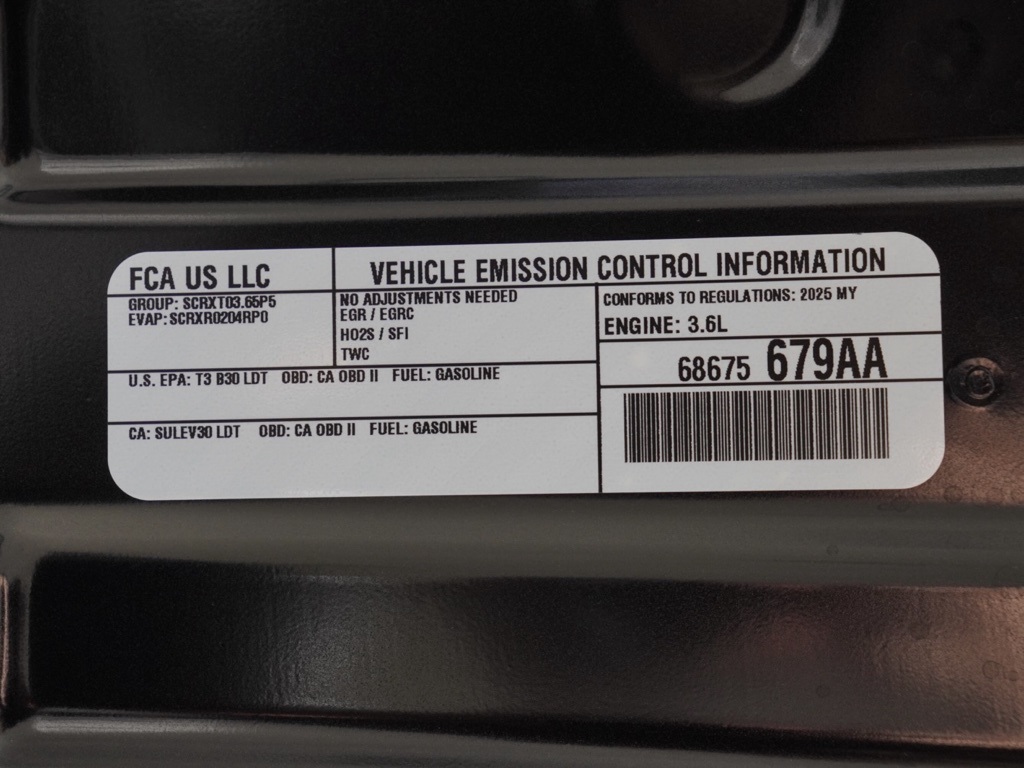 FCA US LLC
VEHICLE EMISSION CONTROL INFORMATION
GROUP: SCRXT03.65P5
EVAP: SCRXR0204RP0
NO ADJUSTMENTS NEEDED
EGR / EGRC
HO2S / SFI
TWC
CONFORMS TO REGULATIONS: 2025 MY
ENGINE: 3.6L
68675 679AA
U.S. EPA: T3 B30 LDT OBD: CA OBD II FUEL: GASOLINE
CA: SULEV30 LDT OBD: CA OBD II FUEL: GASOLINE